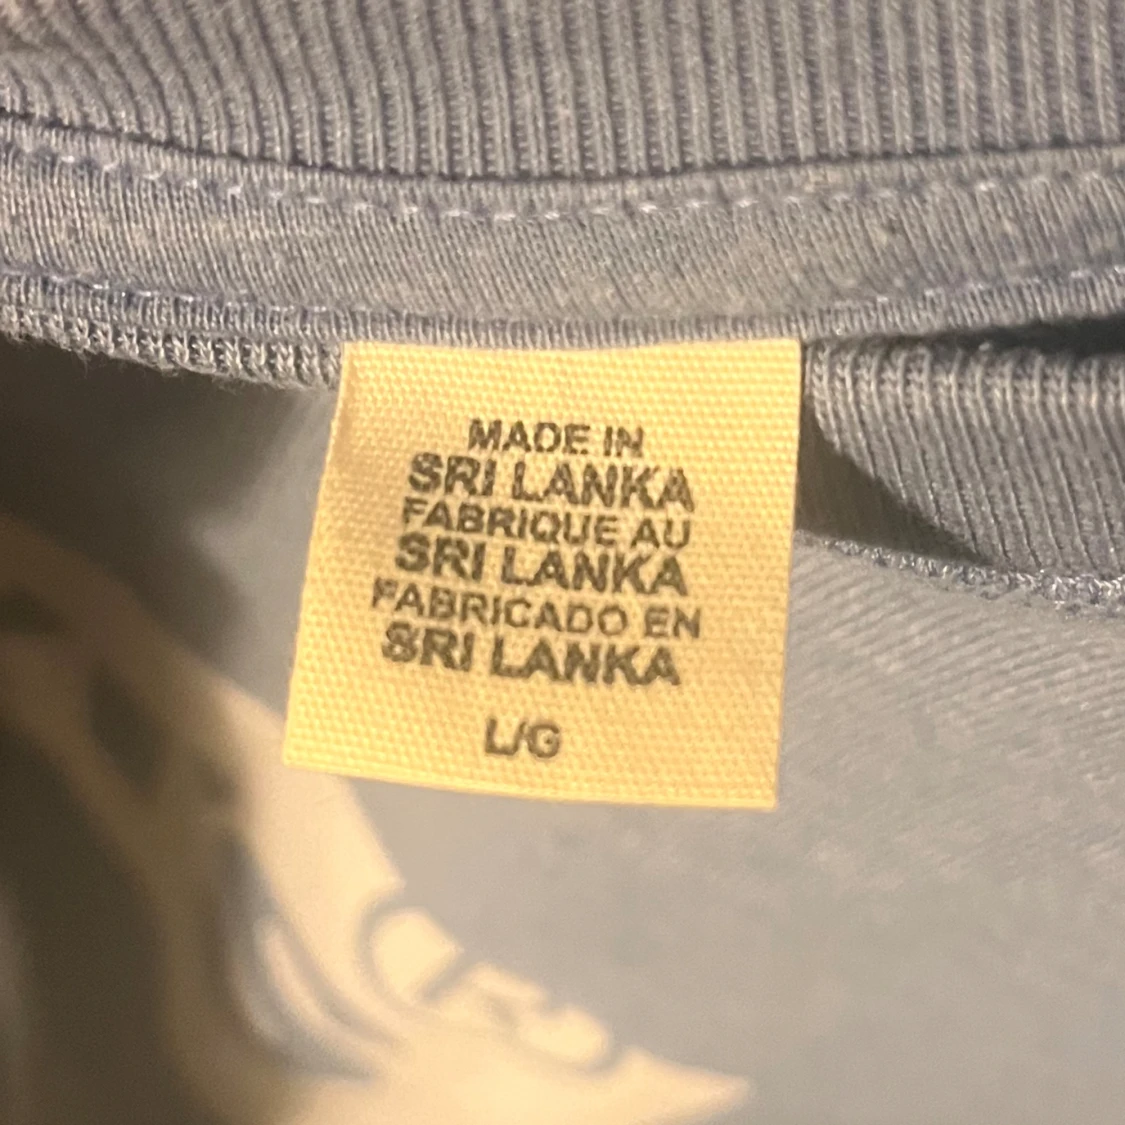 MADE IN
SRI LANKA
FABRIQUE AU
SRI LANKA
FABRICADO EN
SRI LANKA
L/G